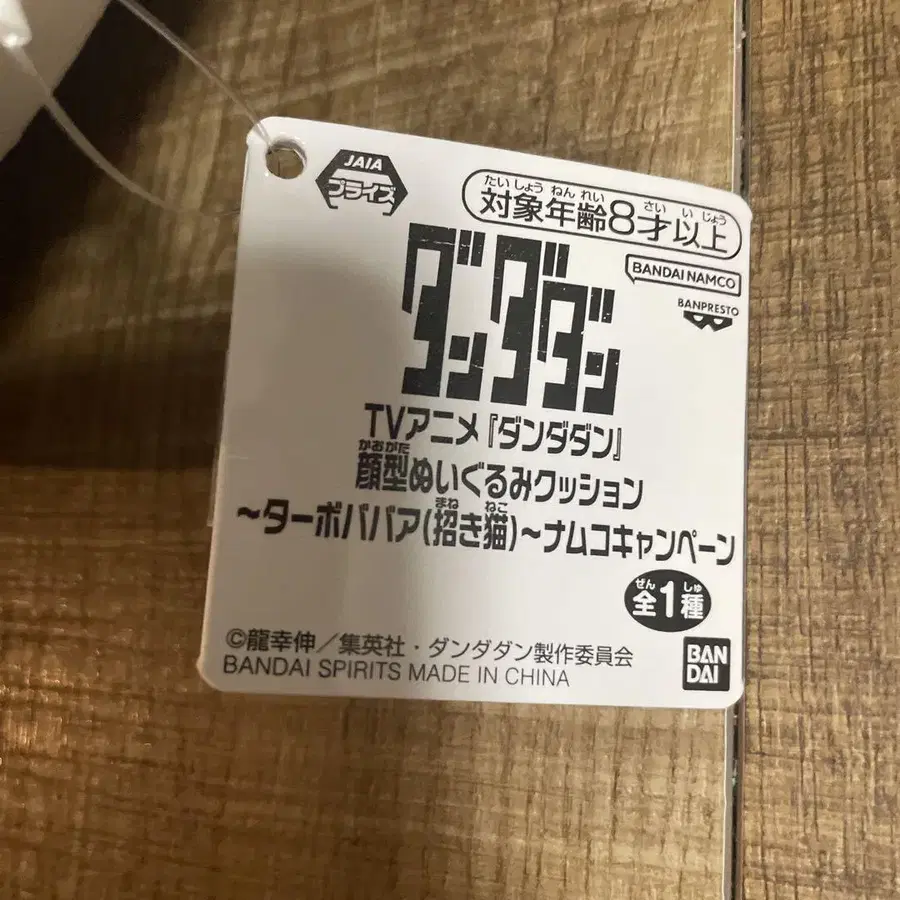 JAIA
プライズ
たいしょうねんれい さいいじょう
対象年齢8才以上
BANDAI NAMCO
BANPRESTO
ダンダダン
TVアニメ『ダンダダン』
かおがた
顔型ぬいぐるみクッション
まね ねこ
~ターボババア(招き猫)~ナムコキャンペーン
ぜん しゅ
全1種
©龍幸伸/集英社・ダンダダン製作委員会
BANDAI SPIRITS MADE IN CHINA
BAN
DAI